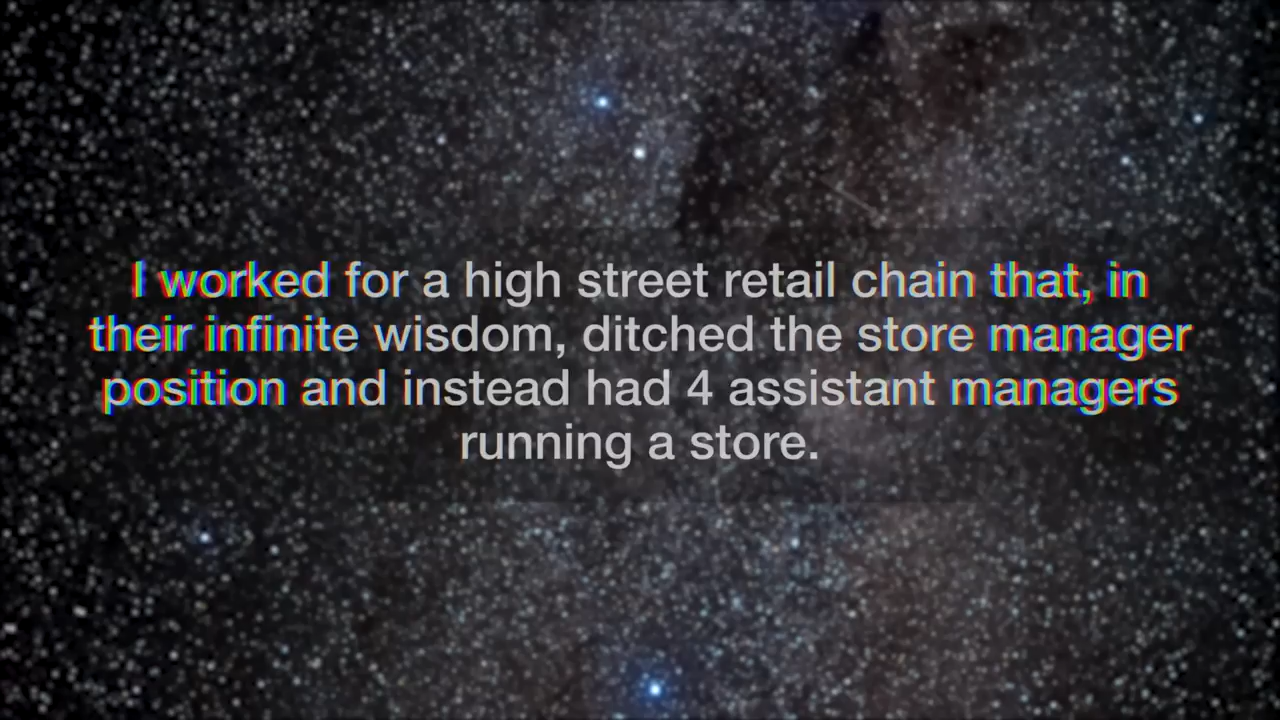 I worked for a high street retail chain that, in
their infinite wisdom, ditched the store manager
position and instead had 4 assistant managers
running a store.